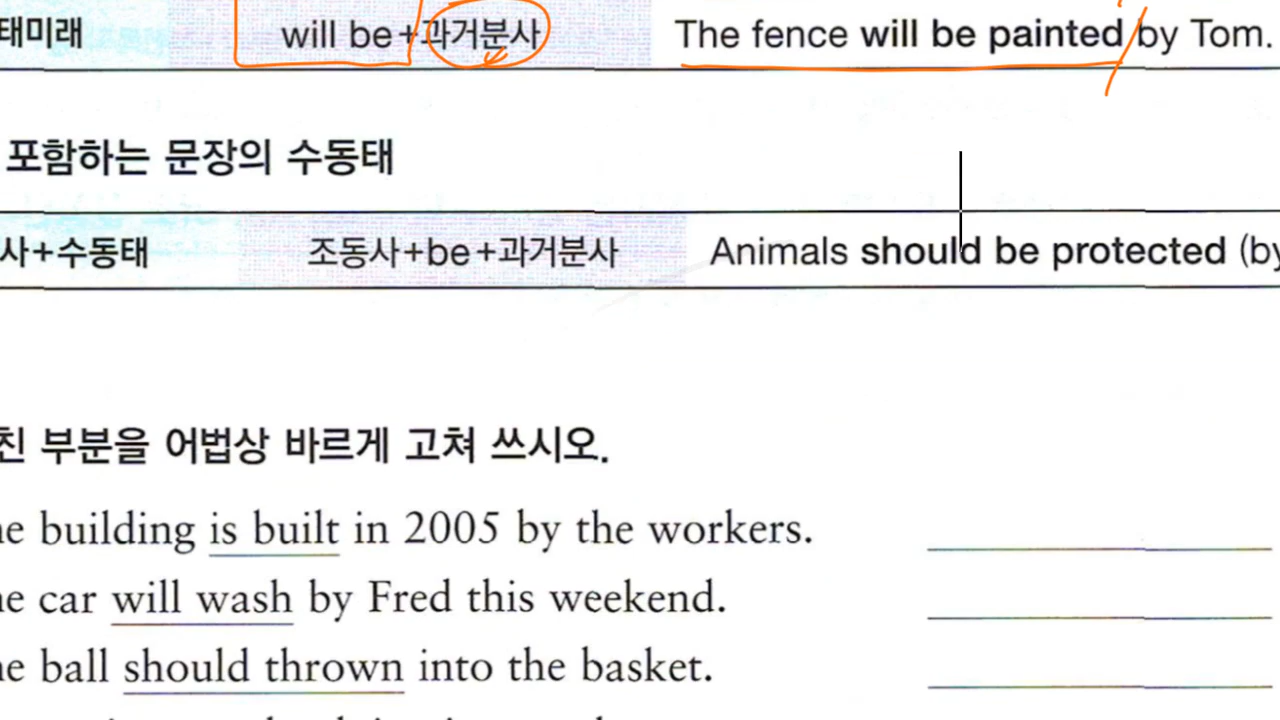 태미래 will be+과거분사 The fence will be painted by Tom.
포함하는 문장의 수동태
사+수동태 조동사+be+과거분사 Animals should be protected (by
친 부분을 어법상 바르게 고쳐 쓰시오.
he building is built in 2005 by the workers.
he car will wash by Fred this weekend.
he ball should thrown into the basket.